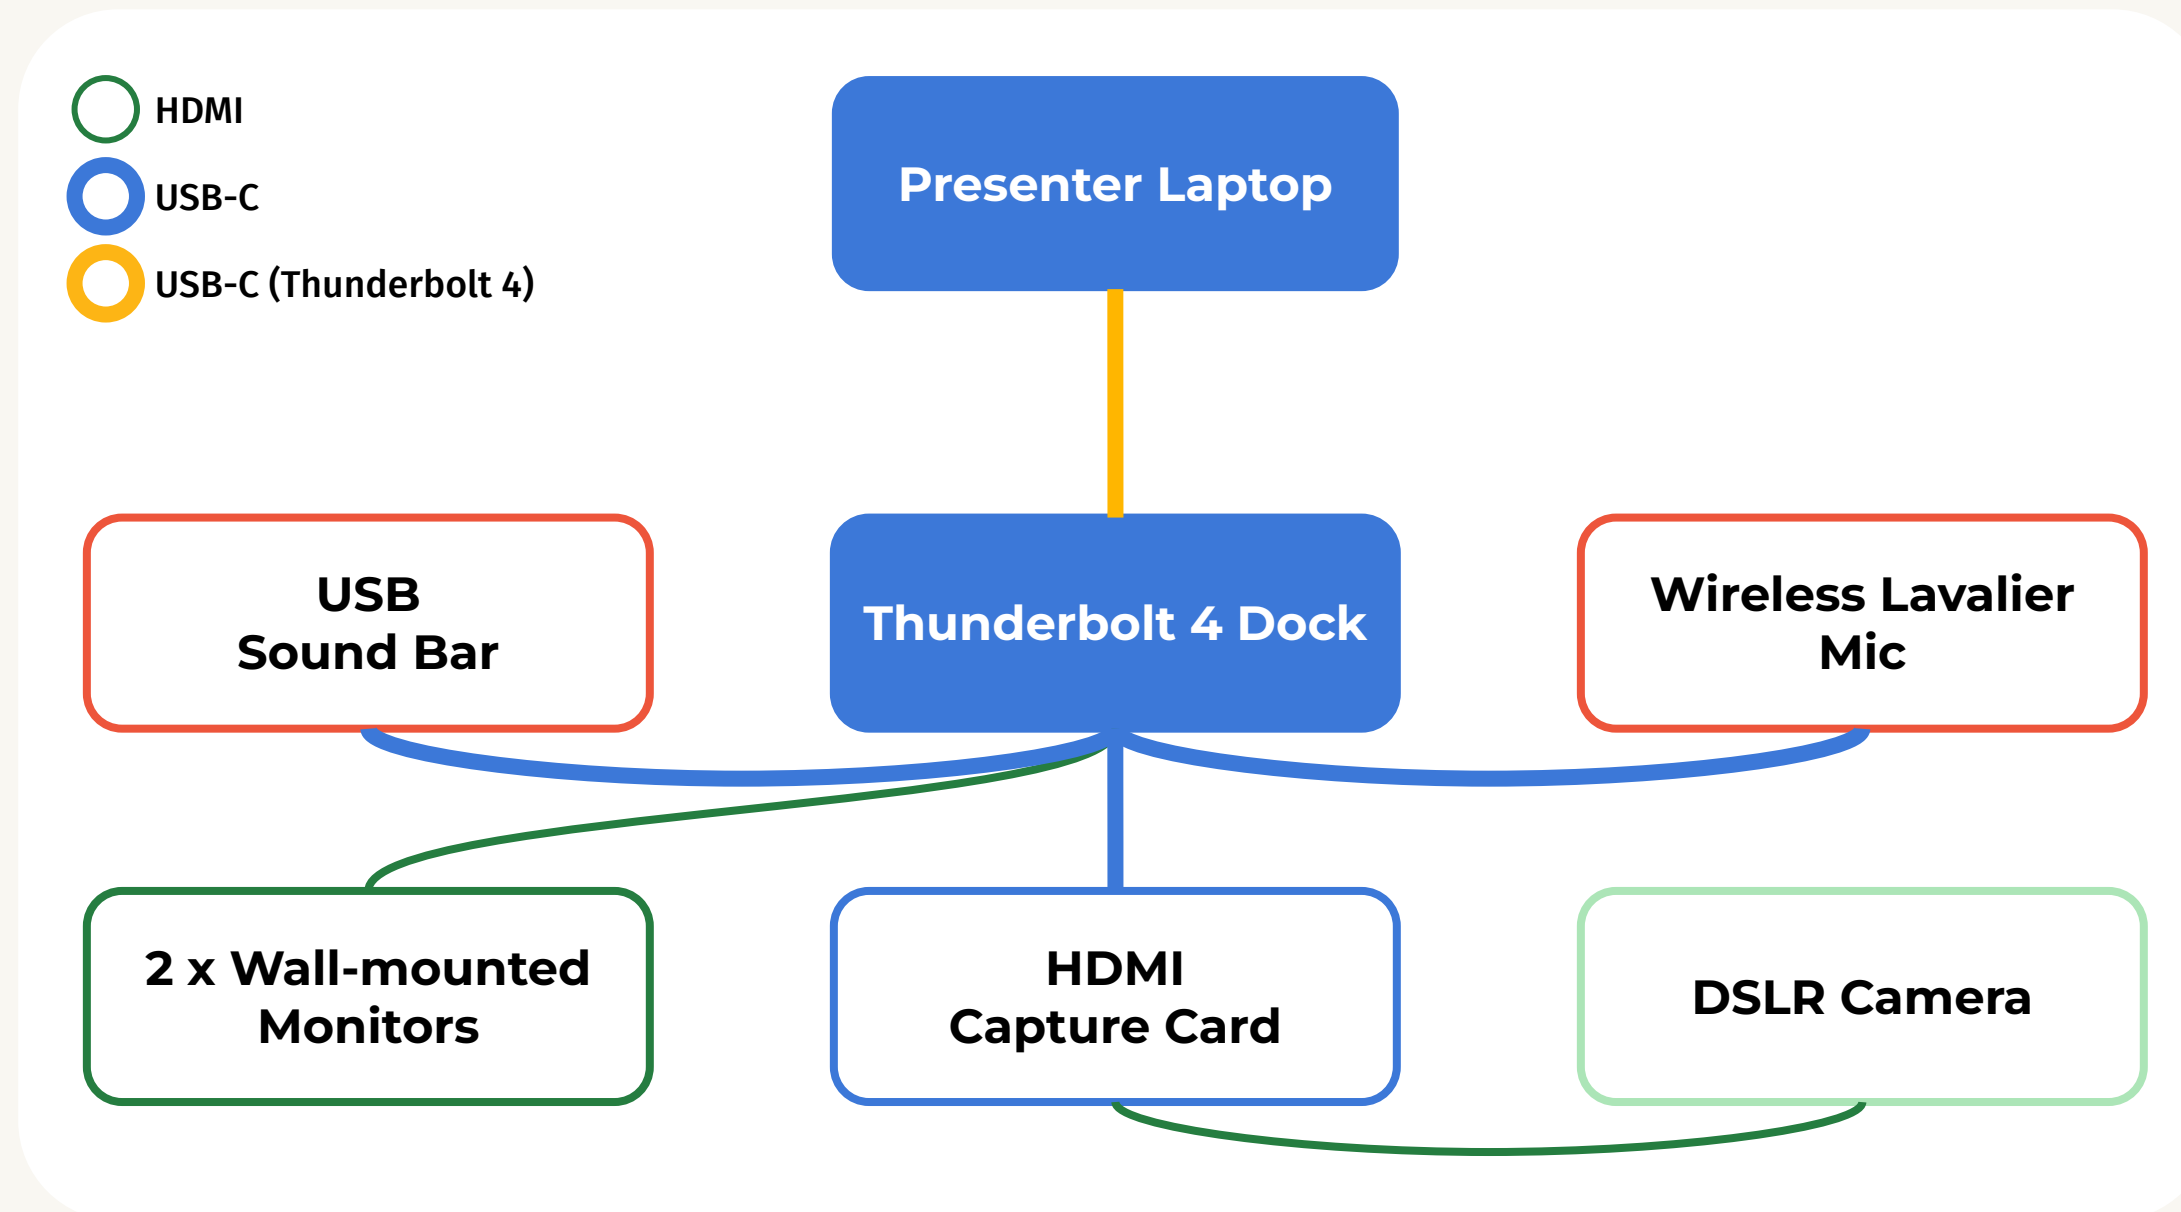 HDMI
USB-C
USB-C (Thunderbolt 4)
Presenter Laptop
USB
Sound Bar
Thunderbolt 4 Dock
Wireless Lavalier
Mic
2 x Wall-mounted
Monitors
HDMI
Capture Card
DSLR Camera